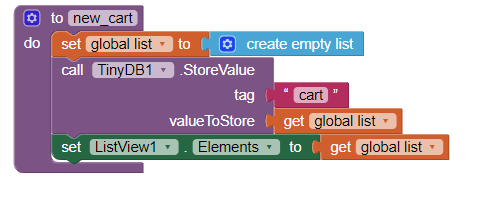 to new_cart
do set global list to create empty list
call TinyDB1 .StoreValue
tag " cart "
valueToStore get global list
set ListView1 . Elements to get global list